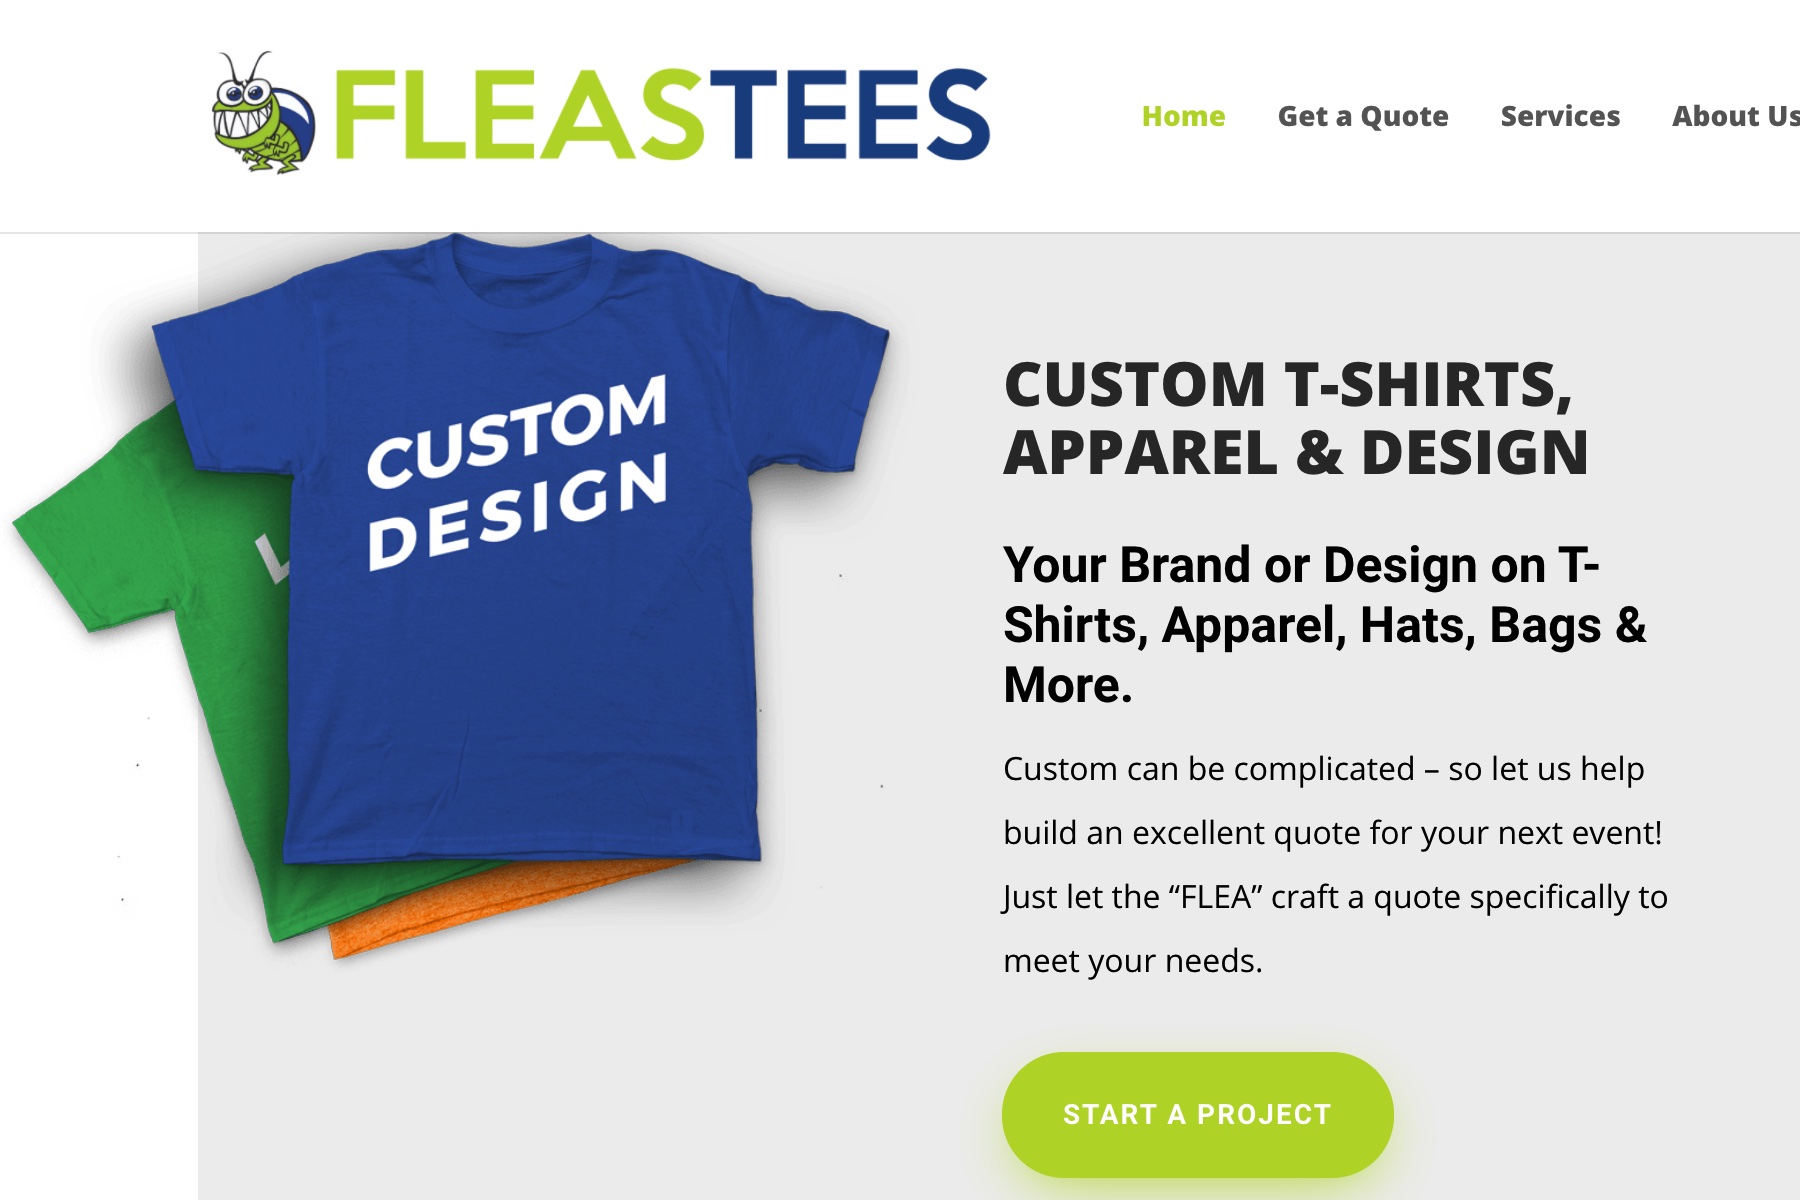 FLEASTEES
Home
Get a Quote
Services
About Us
CUSTOM
DESIGN
L
CUSTOM T-SHIRTS,
APPAREL & DESIGN
Your Brand or Design on T-
Shirts, Apparel, Hats, Bags &
More.
Custom can be complicated – so let us help
build an excellent quote for your next event!
Just let the “FLEA” craft a quote specifically to
meet your needs.
START A PROJECT